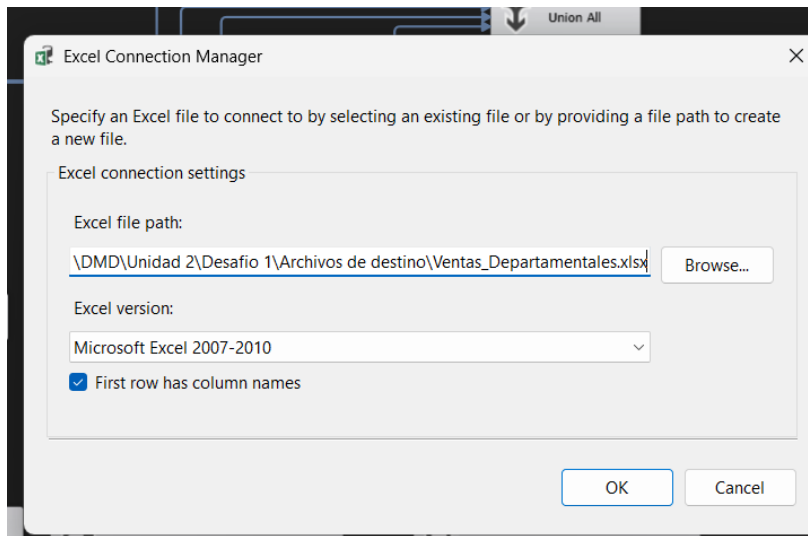 Union All
Excel Connection Manager
Specify an Excel file to connect to by selecting an existing file or by providing a file path to create
a new file.
Excel connection settings
Excel file path:
\DMD\Unidad 2\Desafio 1\Archivos de destino\Ventas_Departamentales.xlsx
Browse...
Excel version:
Microsoft Excel 2007-2010
First row has column names
OK
Cancel